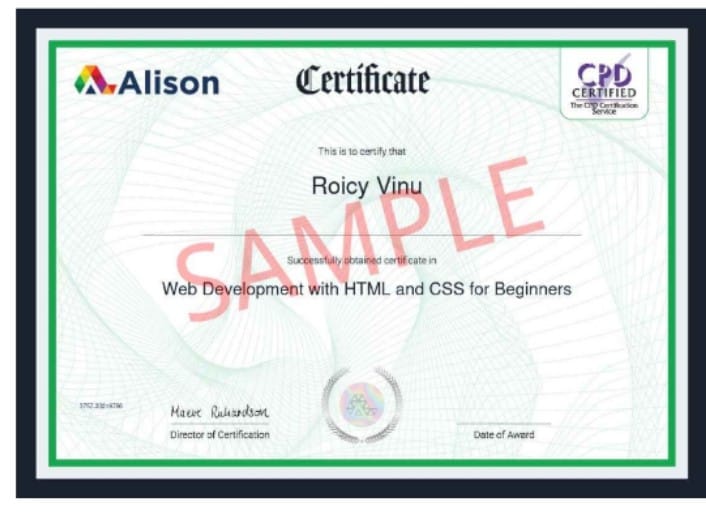 Alison
Certificate
CPD
CERTIFIED
The CPD Certification
Service
This is to certify that
Roicy Vinu
SAMPLE
Successfully obtained certificate in
Web Development with HTML and CSS for Beginners
Maeve Richardson
Director of Certification
Date of Award